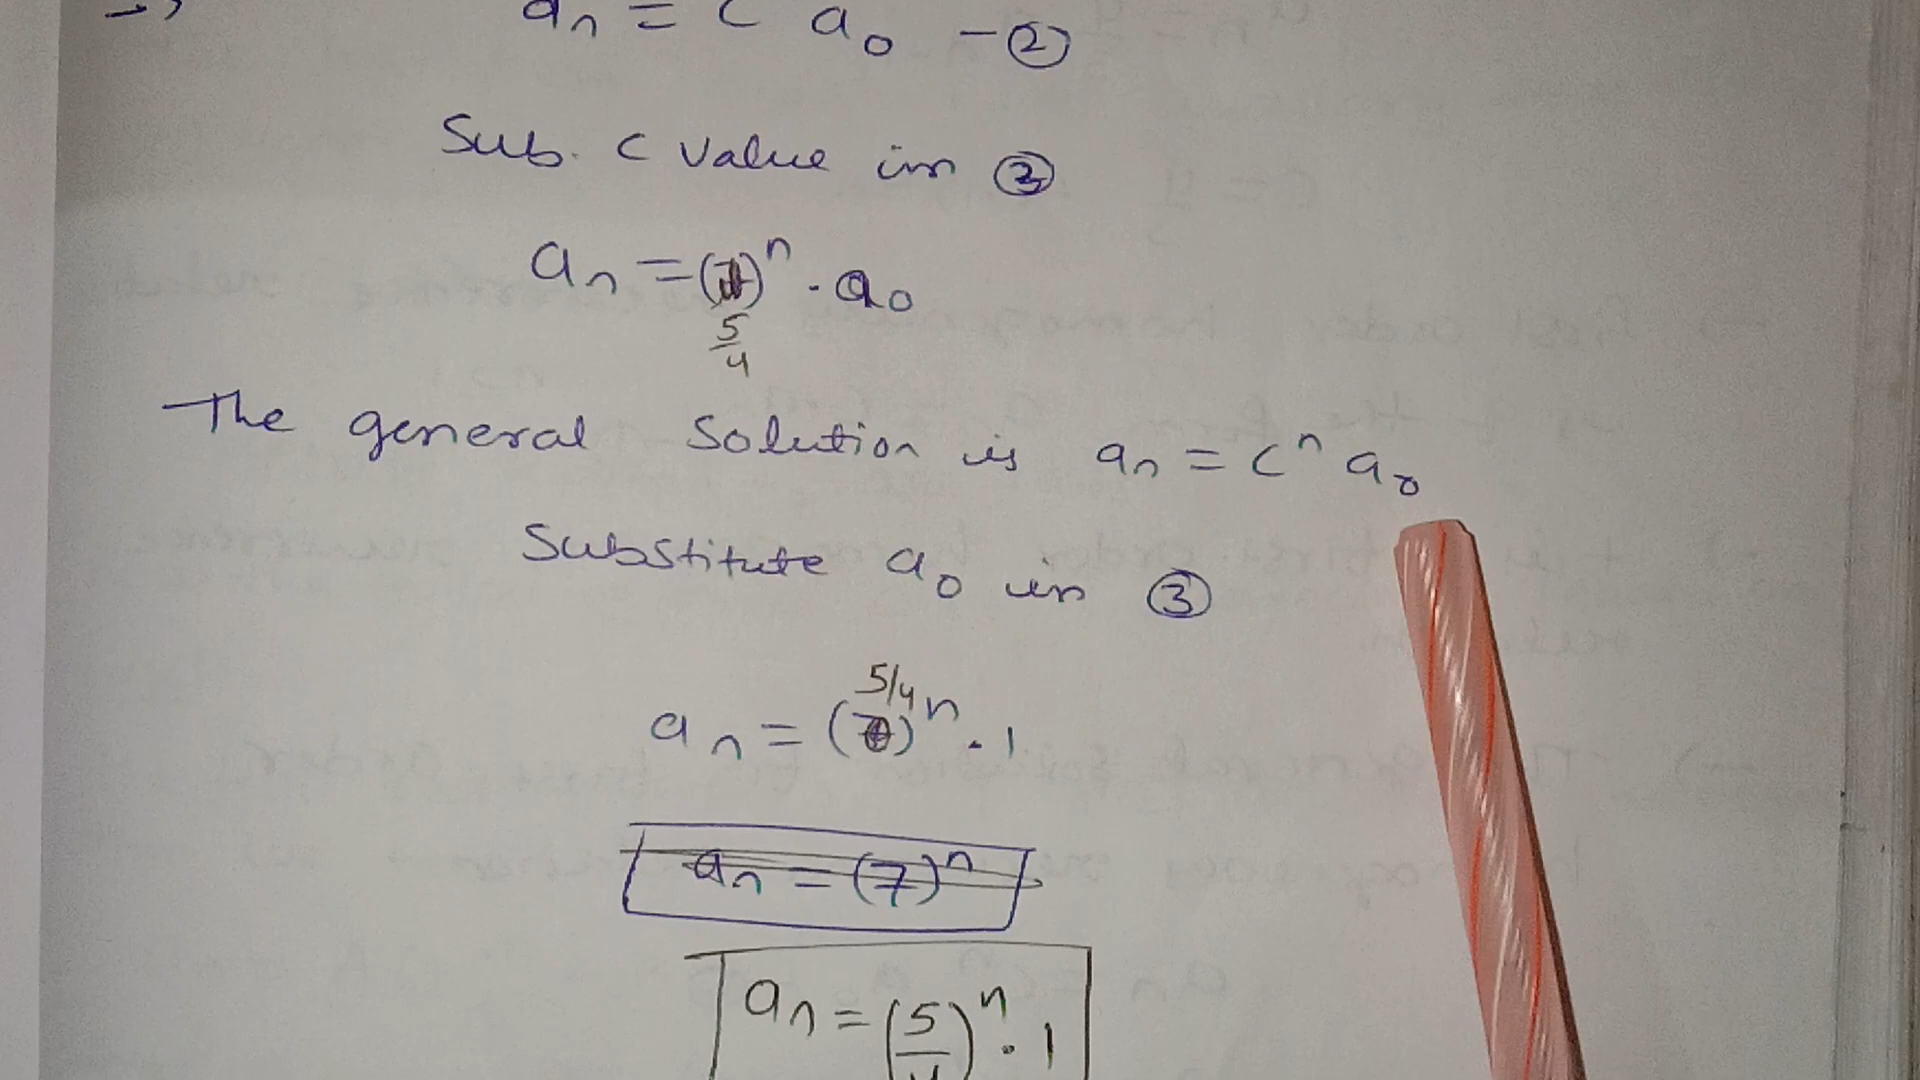 an = c a0 - ②
Sub. c value in ③
an = ( )^n . a0
5/4
The general Solution is an = c^n a0
Substitute a0 in ③
5/4
an = (7)^n . 1
an = (7)^n
an = (5/4)^n . 1